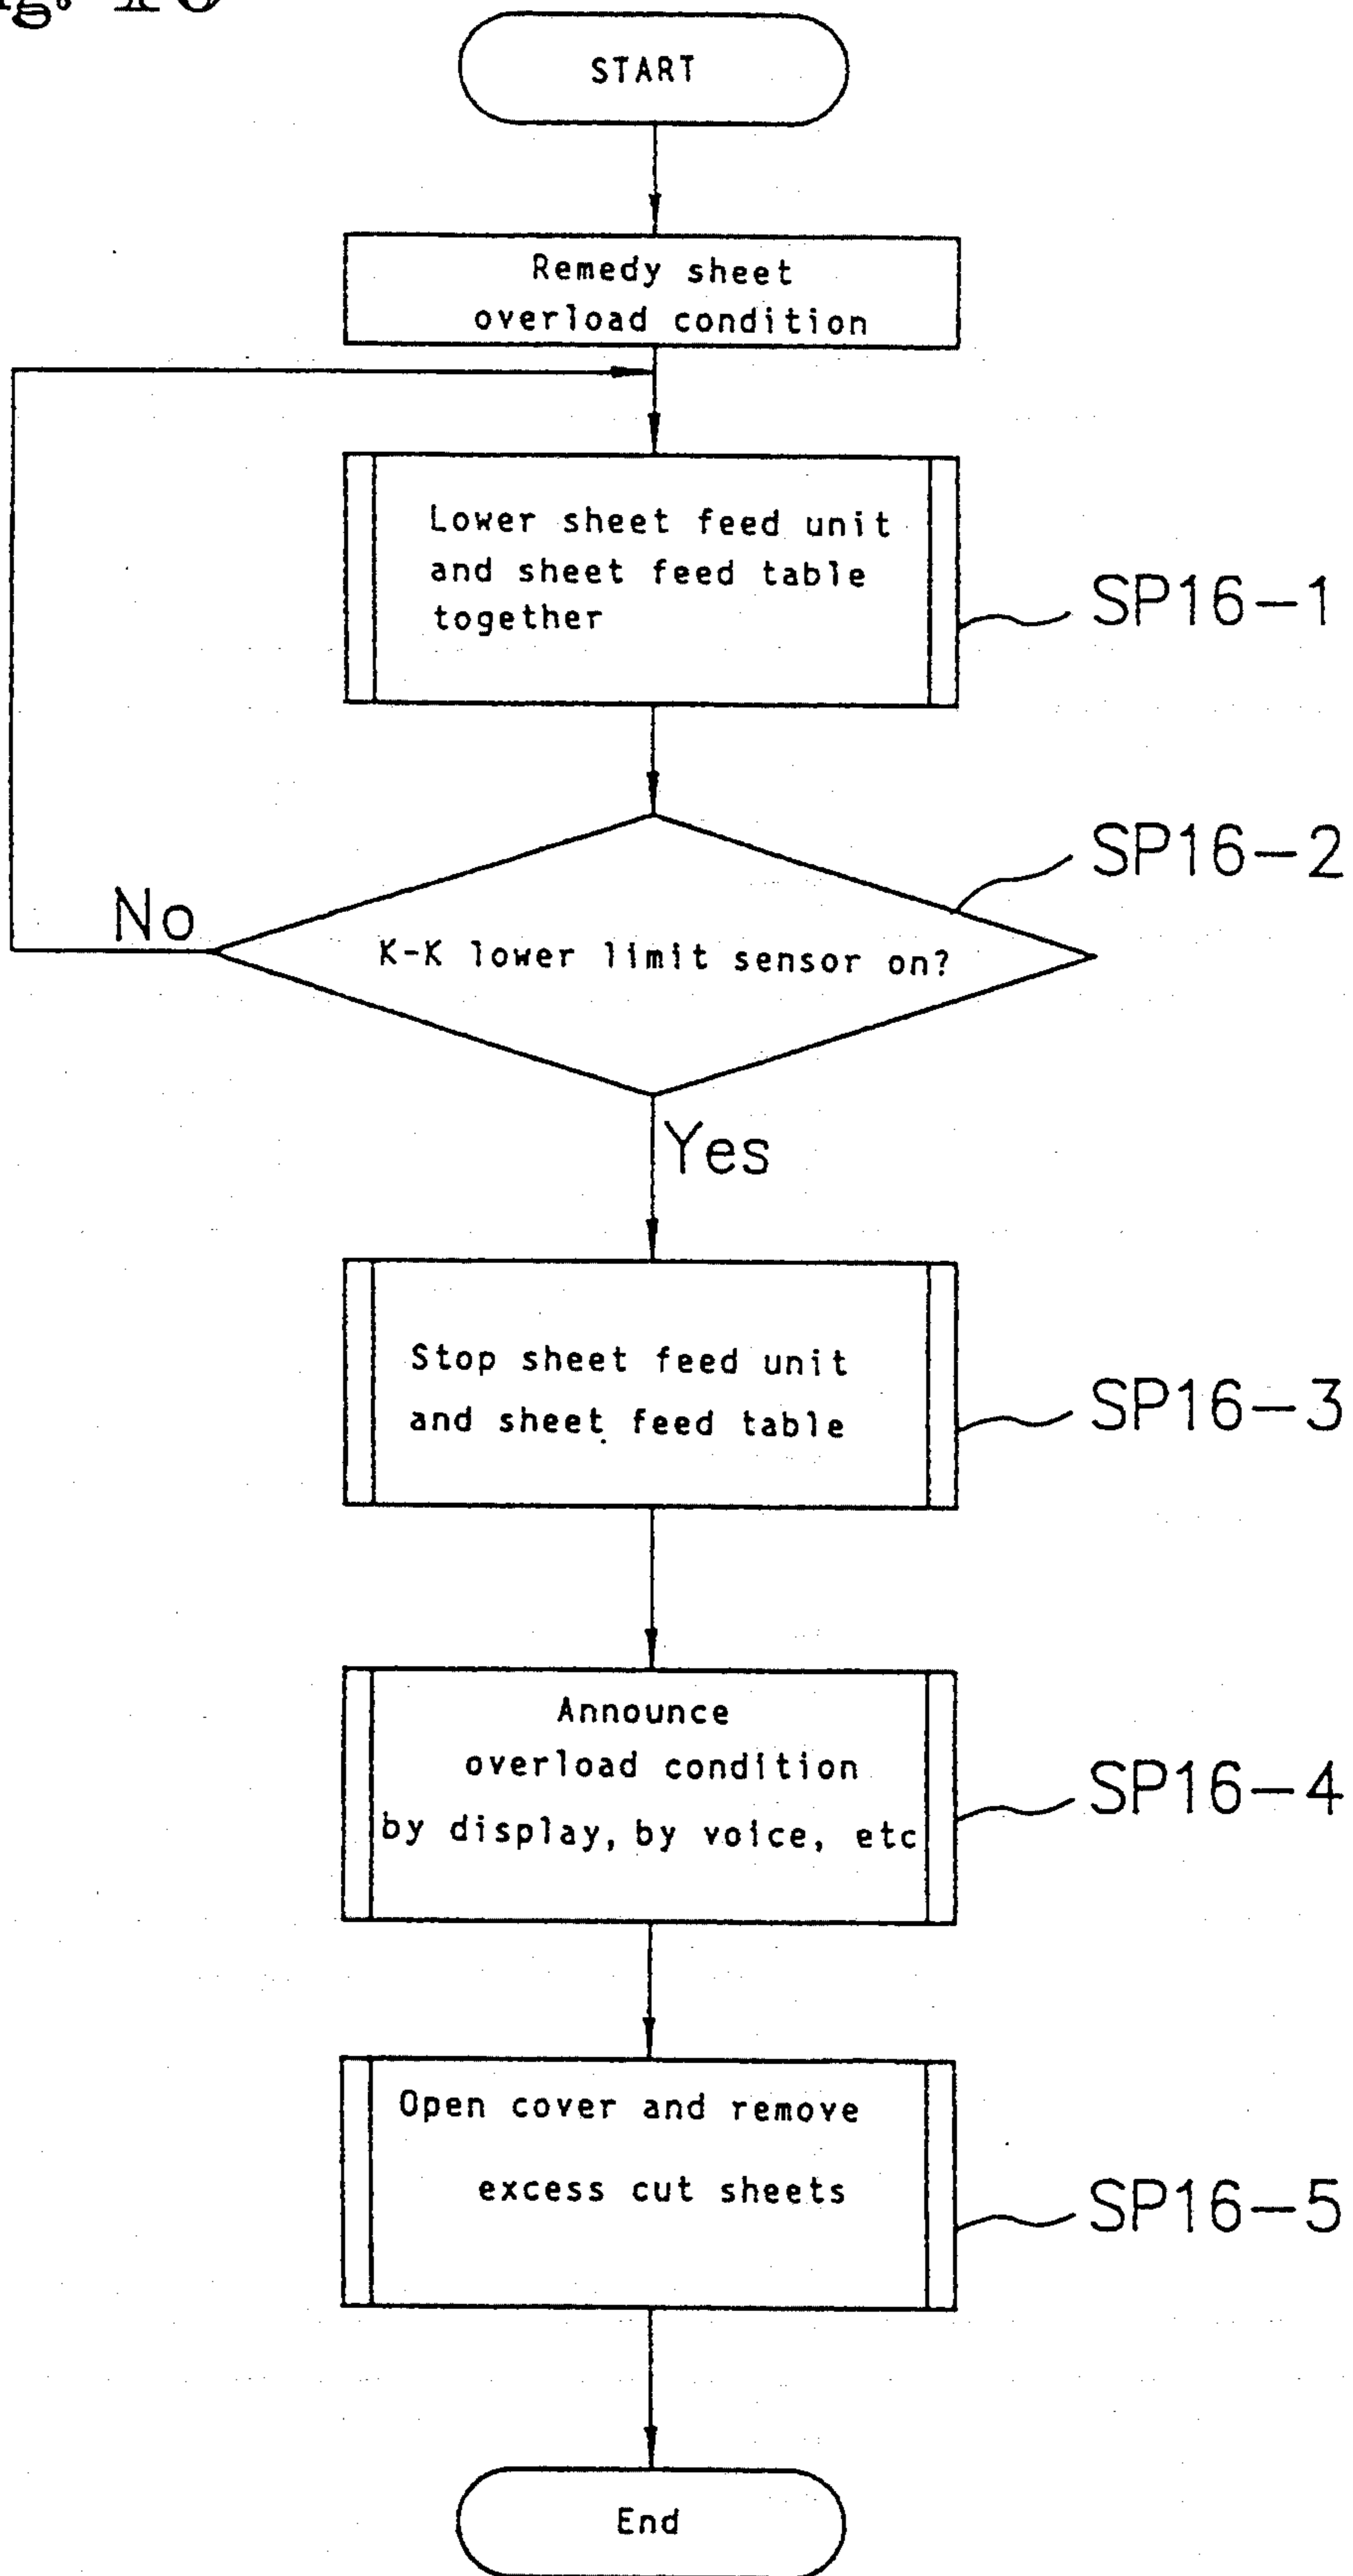 START
Remedy sheet
overload condition
Lower sheet feed unit
and sheet feed table
together
SP16-1
SP16-2
No
K-K lower limit sensor on?
Yes
Stop sheet feed unit
and sheet feed table
SP16-3
Announce
overload condition
by display, by voice, etc
SP16-4
Open cover and remove
excess cut sheets
SP16-5
End